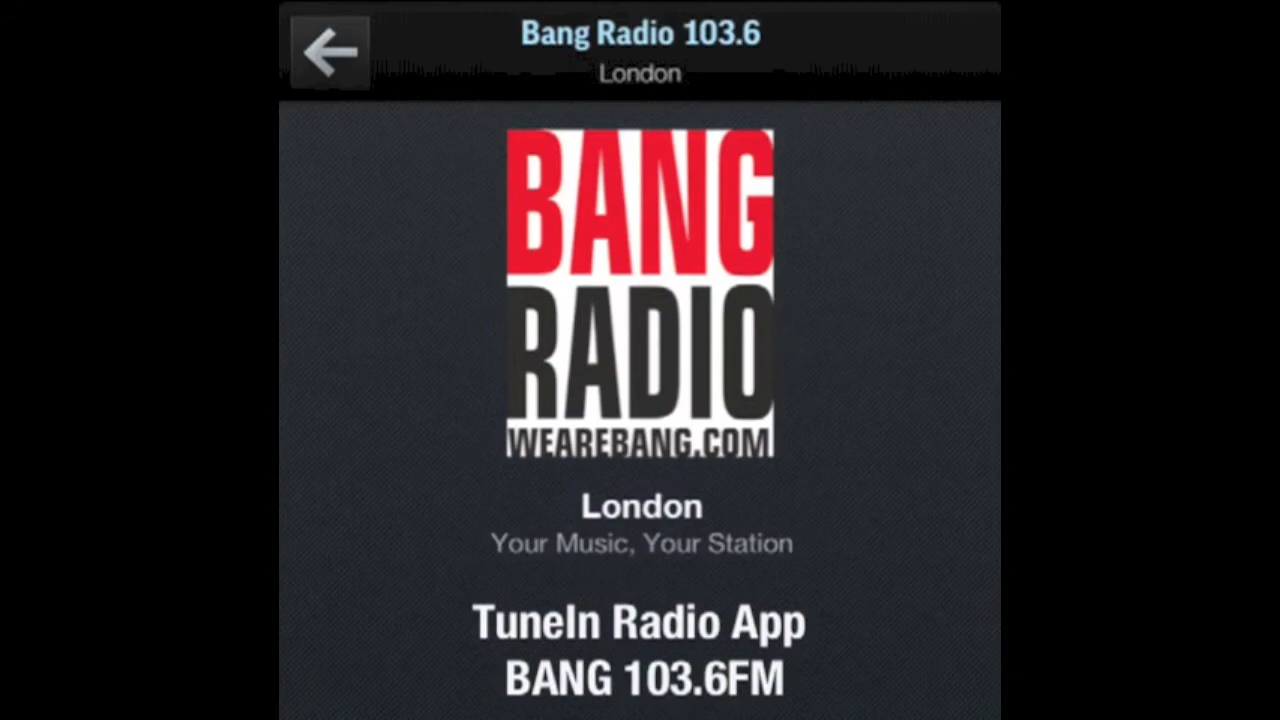 Bang Radio 103.6
London
BANG
RADIO
WEAREBANG.COM
London
Your Music, Your Station
TuneIn Radio App
BANG 103.6FM